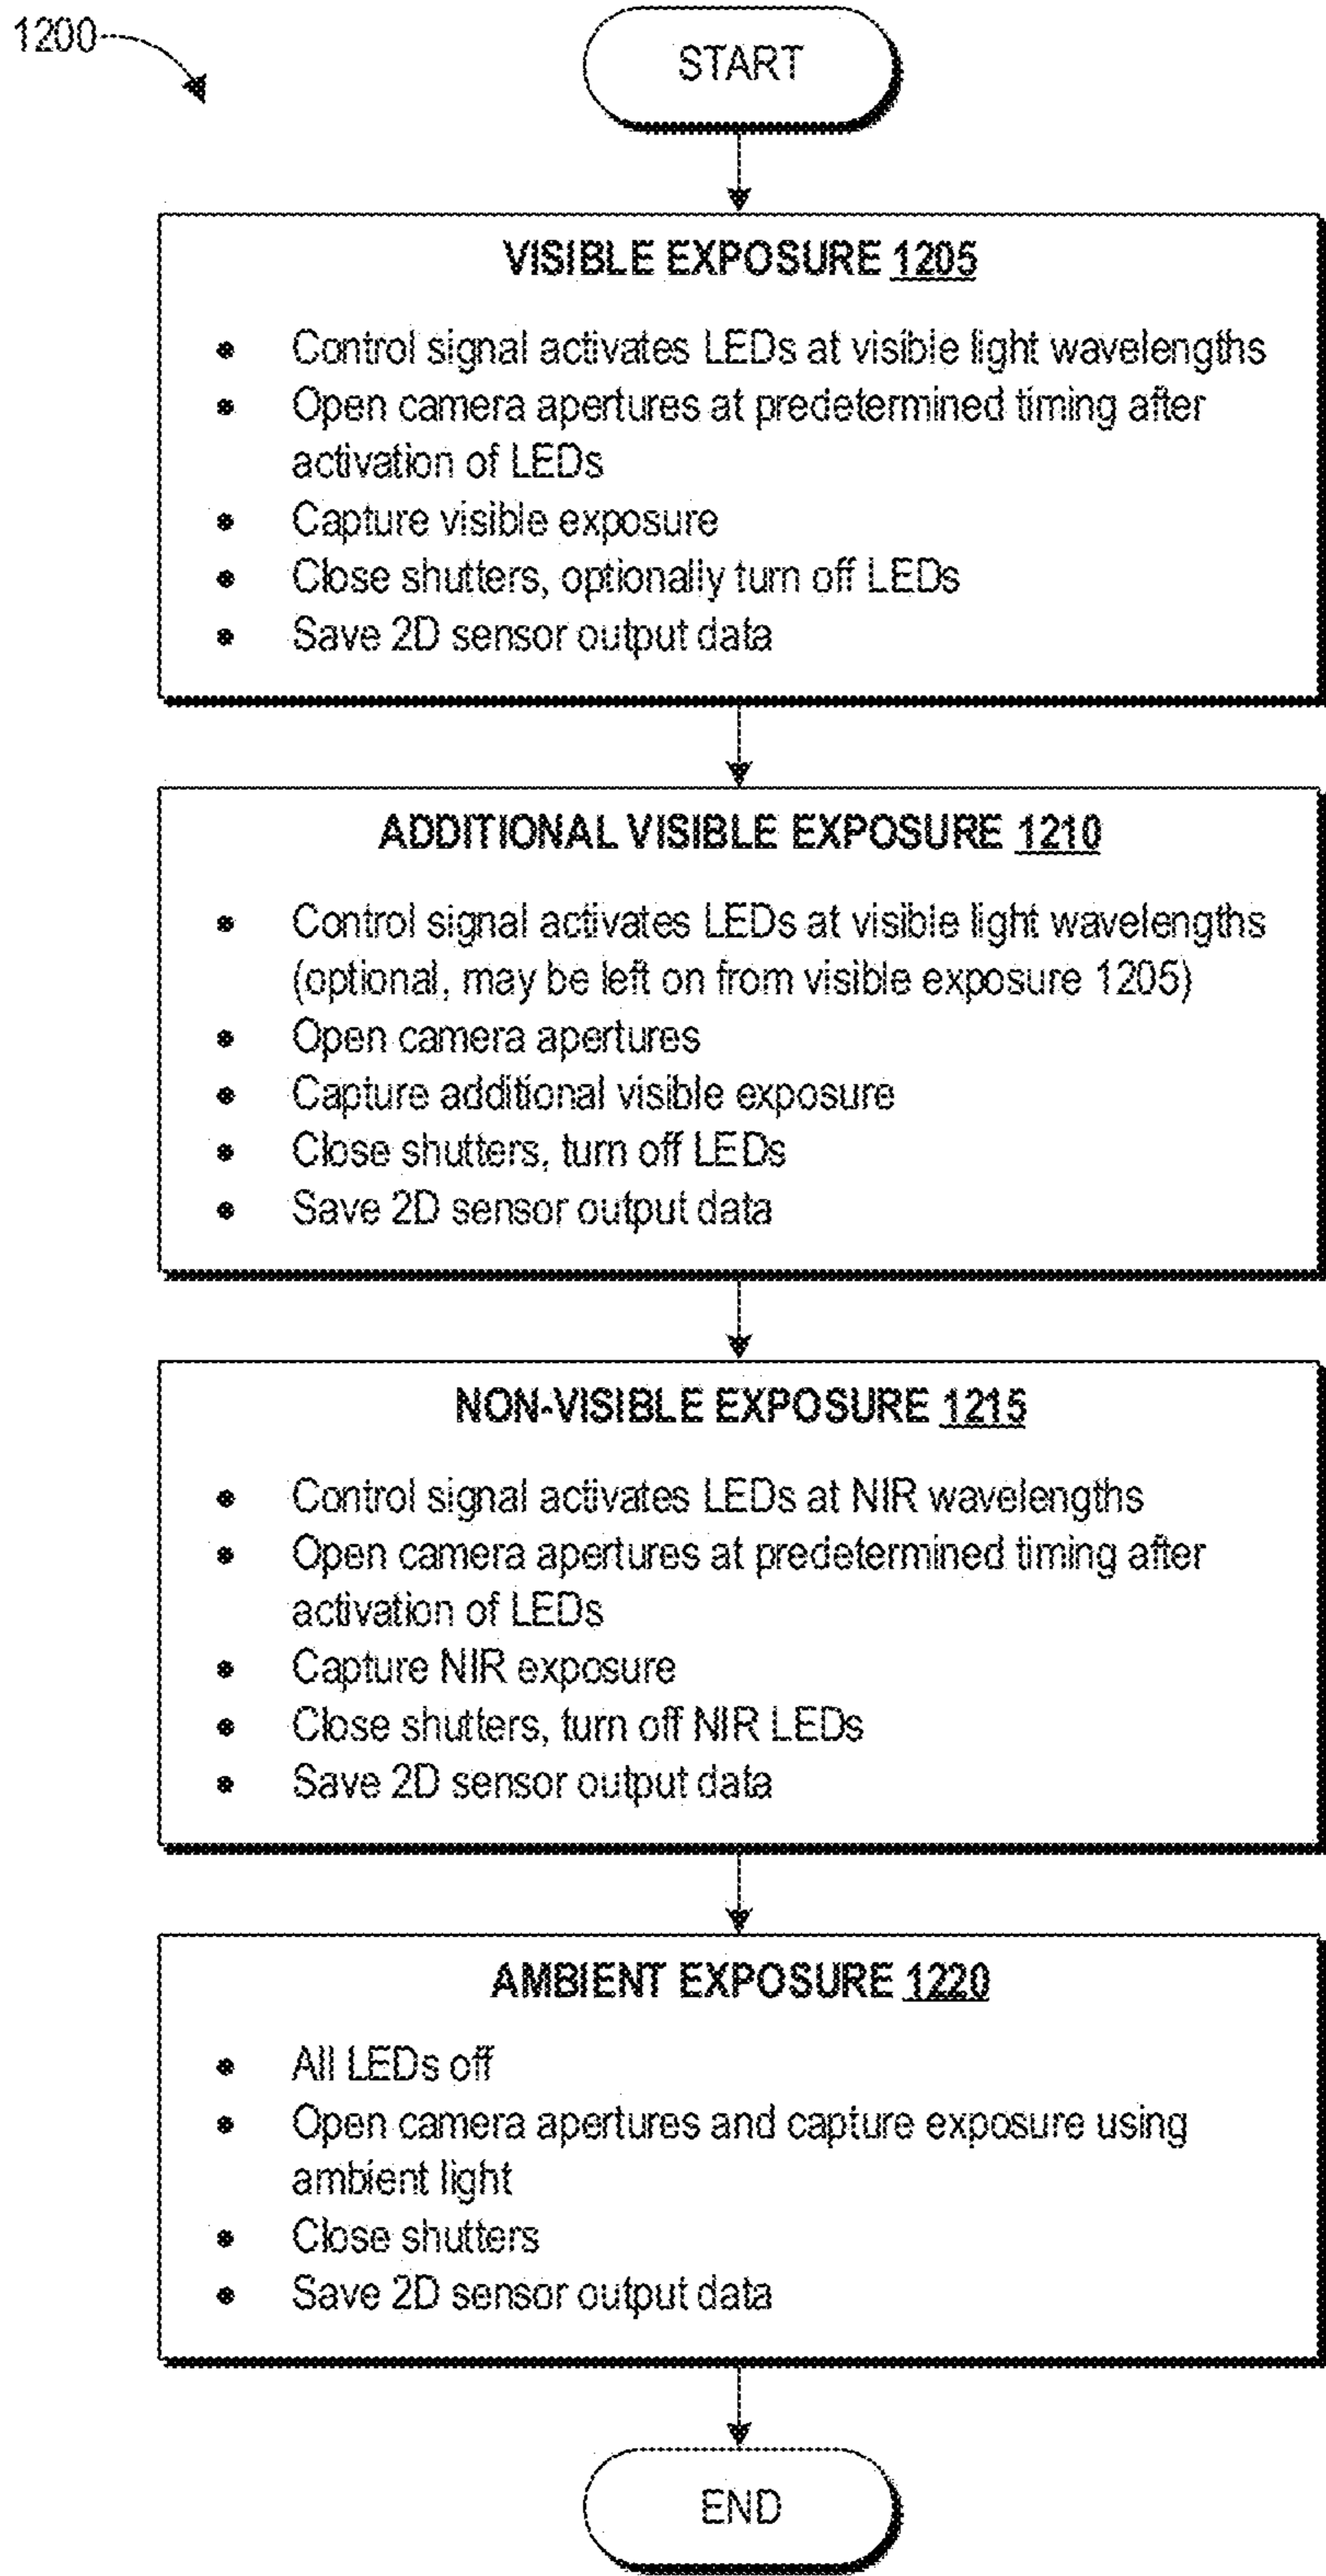 1200
START
VISIBLE EXPOSURE 1205
• Control signal activates LEDs at visible light wavelengths
• Open camera apertures at predetermined timing after
activation of LEDs
• Capture visible exposure
• Close shutters, optionally turn off LEDs
• Save 2D sensor output data
ADDITIONAL VISIBLE EXPOSURE 1210
• Control signal activates LEDs at visible light wavelengths
(optional, may be left on from visible exposure 1205)
• Open camera apertures
• Capture additional visible exposure
• Close shutters, turn off LEDs
• Save 2D sensor output data
NON-VISIBLE EXPOSURE 1215
• Control signal activates LEDs at NIR wavelengths
• Open camera apertures at predetermined timing after
activation of LEDs
• Capture NIR exposure
• Close shutters, turn off NIR LEDs
• Save 2D sensor output data
AMBIENT EXPOSURE 1220
• All LEDs off
• Open camera apertures and capture exposure using
ambient light
• Close shutters
• Save 2D sensor output data
END